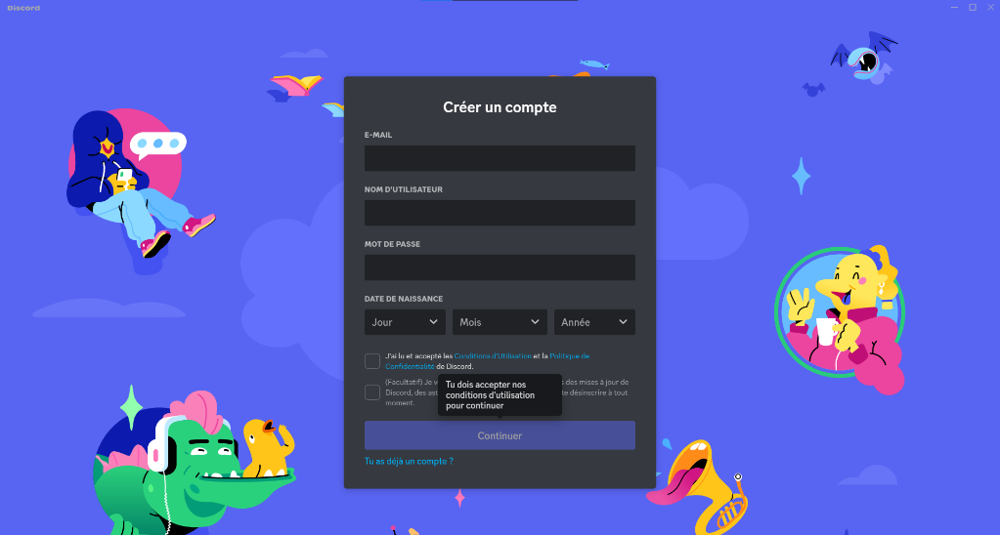 Discord
Créer un compte
E-MAIL
NOM D'UTILISATEUR
MOT DE PASSE
DATE DE NAISSANCE
Jour Mois Année
J'ai lu et accepté les Conditions d'Utilisation et la Politique de
Confidentialité de Discord.
(Facultatif) Je v des mises à jour de
Discord, des ast te désinscrire à tout
moment.
Tu dois accepter nos
conditions d'utilisation
pour continuer
Continuer
Tu as déjà un compte ?